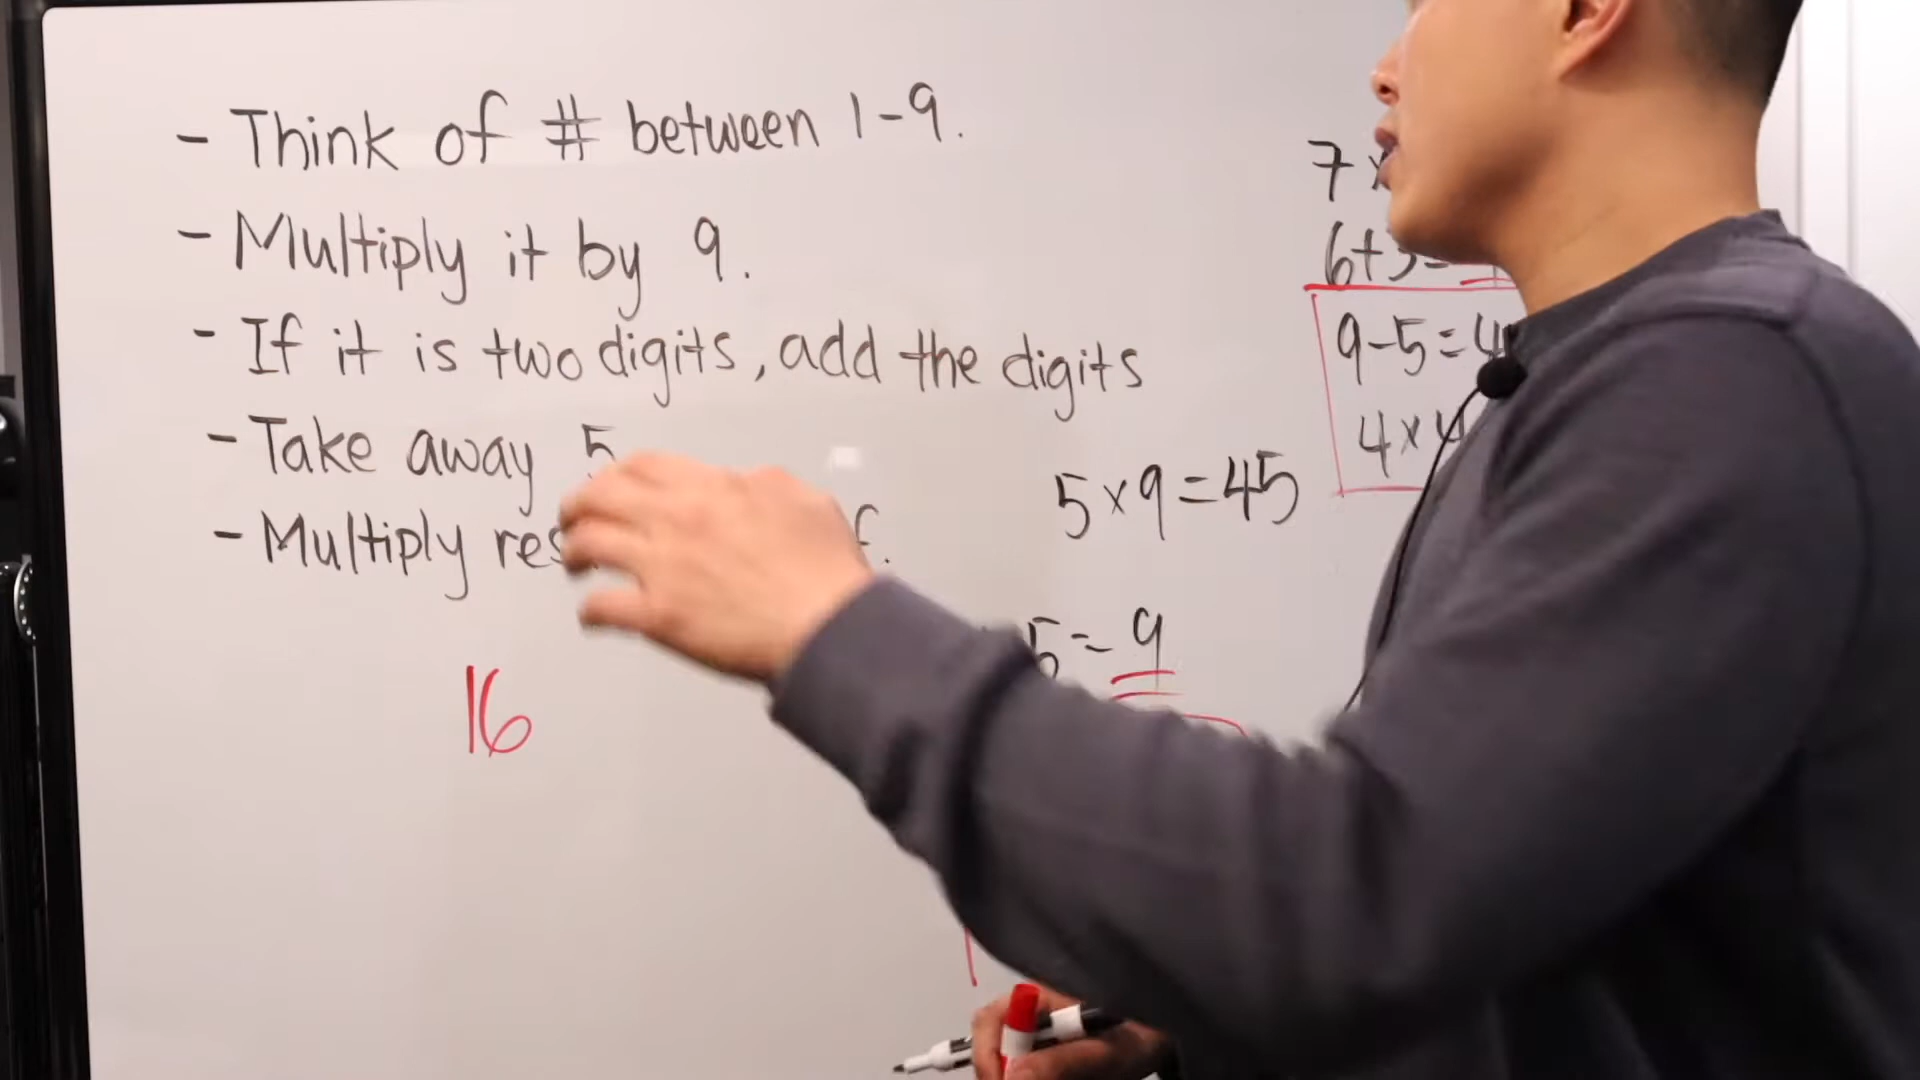 - Think of # between 1-9.
- Multiply it by 9.
- If it is two digits, add the digits
- Take away 5
- Multiply
16
5×9=45
5=9
7×
6+3=
9-5=4
4×4